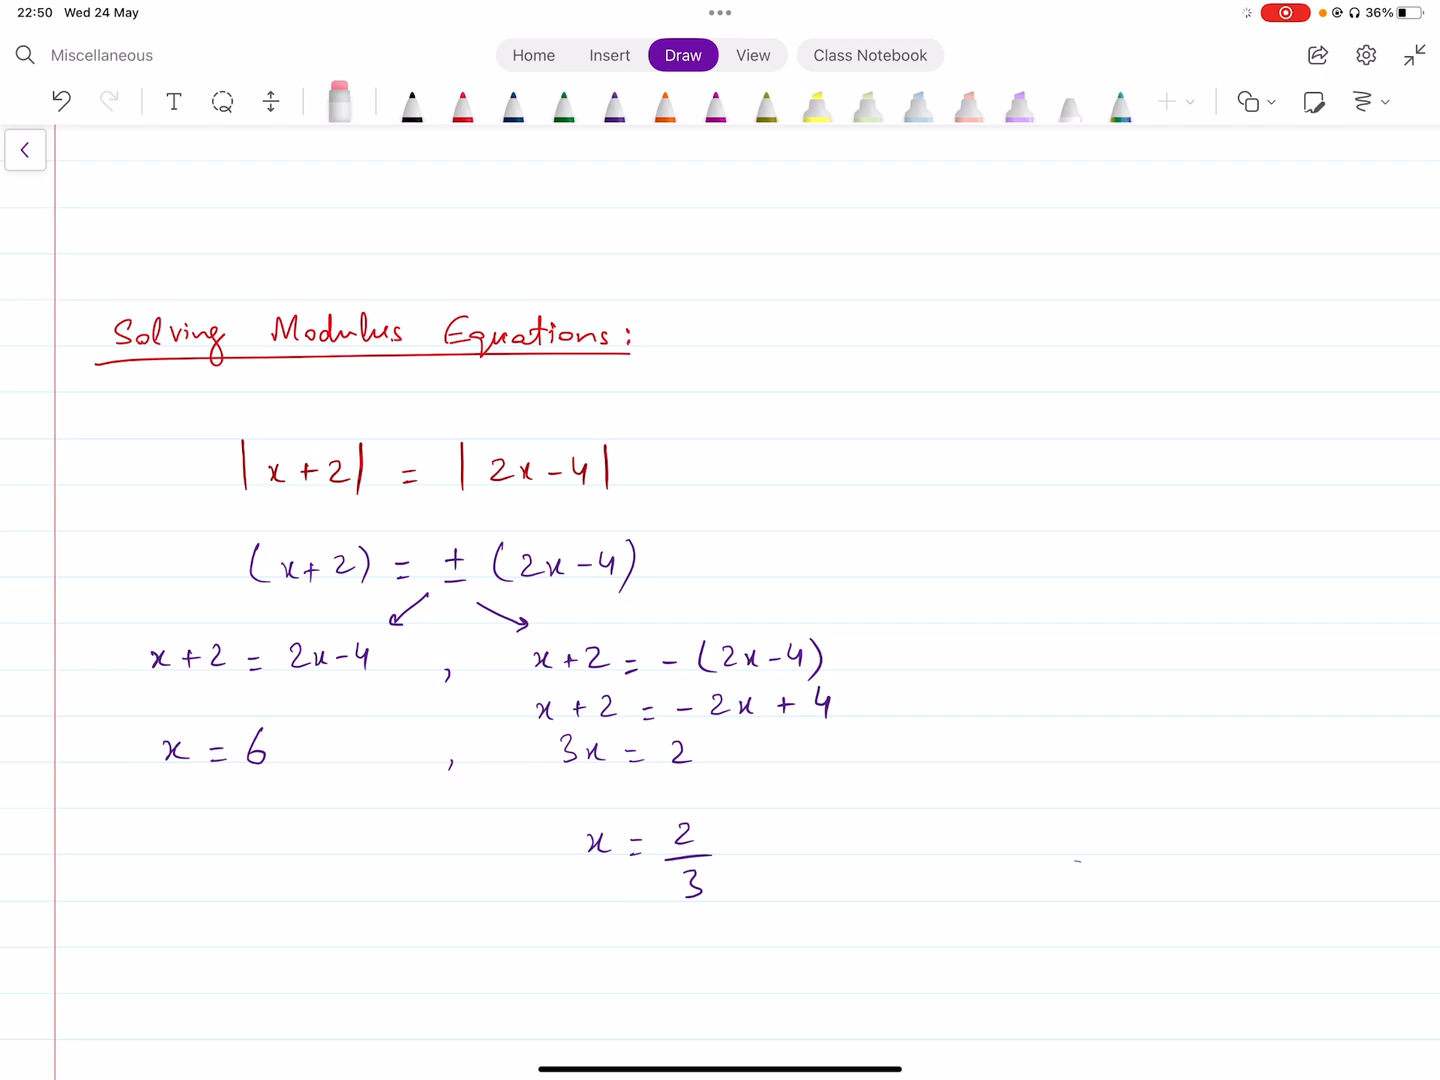 22:50 Wed 24 May
36%
Miscellaneous
Home Insert Draw View Class Notebook
T
Solving Modulus Equations:
|x+2| = |2x-4|
(x+2) = ± (2x-4)
x+2 = 2x-4 , x+2 = -(2x-4)
x+2 = -2x+4
x = 6 , 3x = 2
x = 2/3